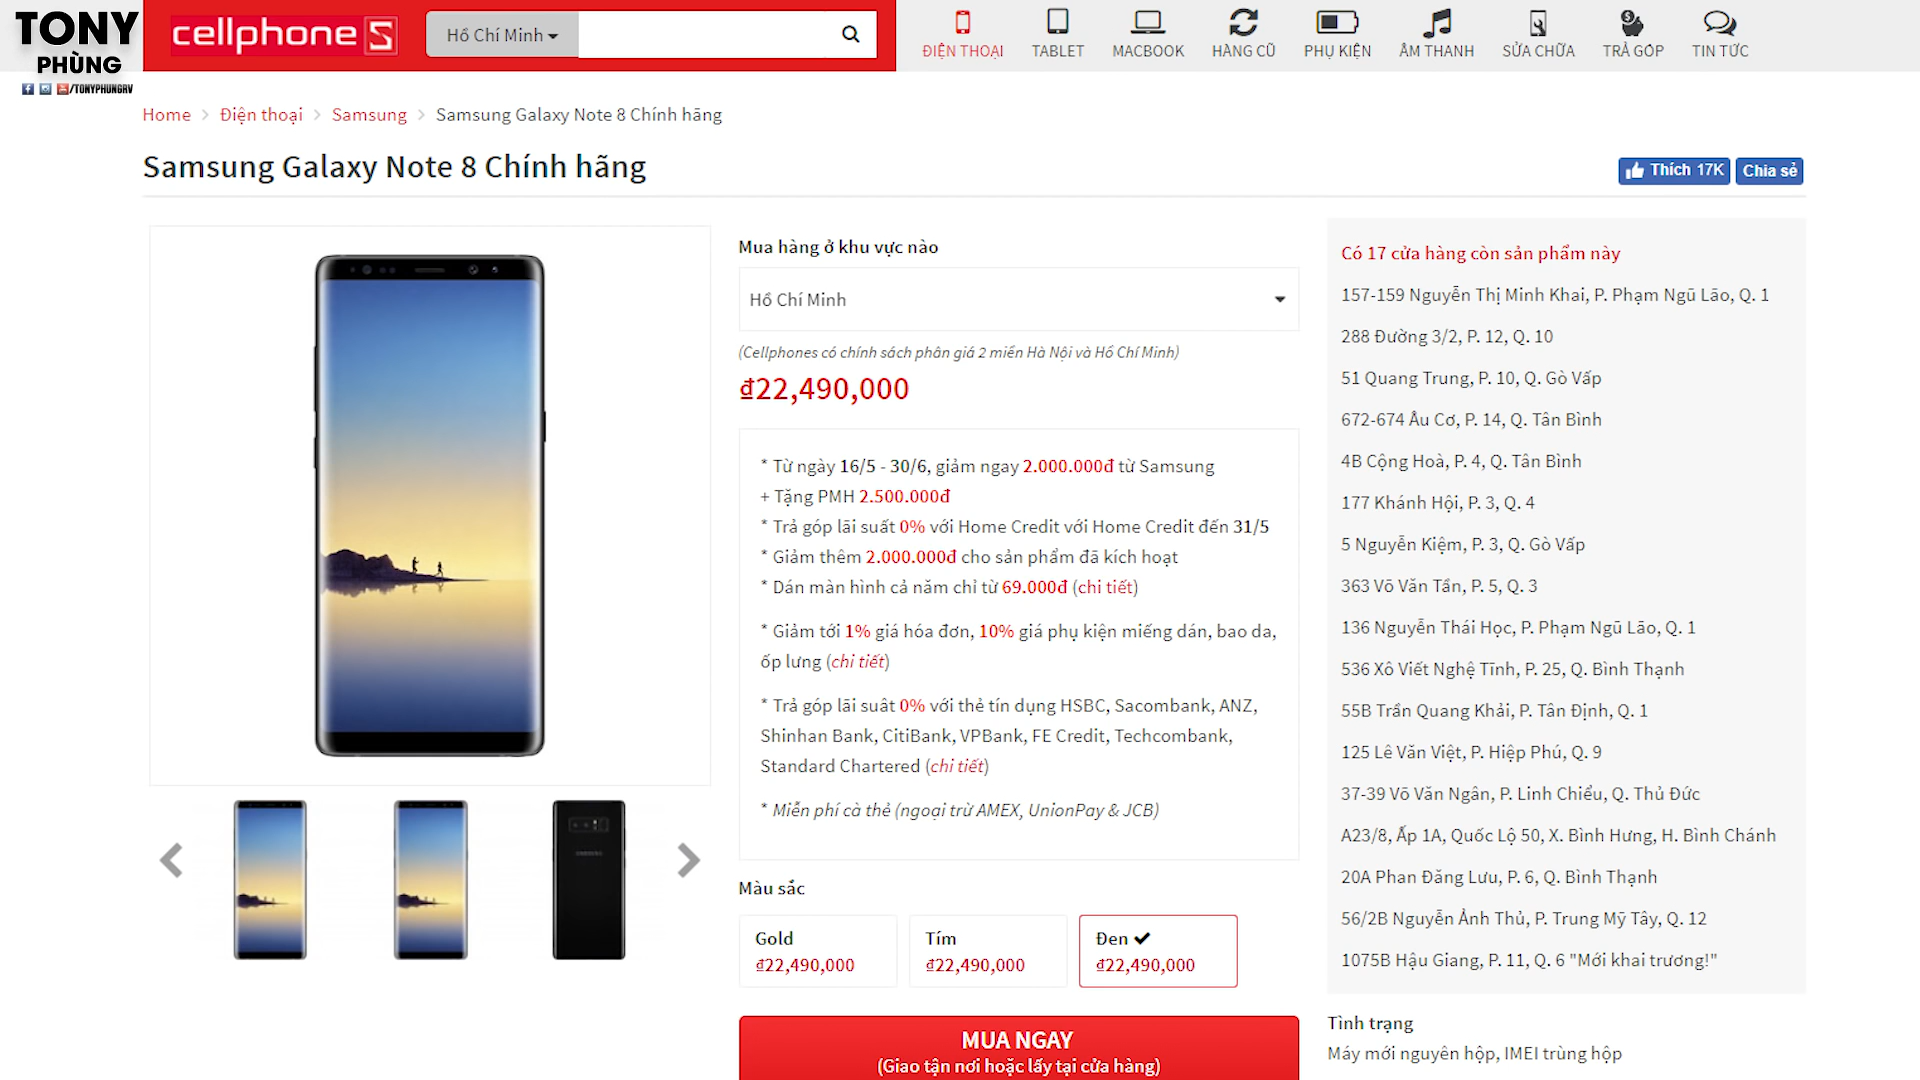 TONY
PHÙNG
/TONYPHUNGRV
cellphoneS
Hồ Chí Minh
ĐIỆN THOẠI
TABLET
MACBOOK
HÀNG CŨ
PHỤ KIỆN
ÂM THANH
SỬA CHỮA
TRẢ GÓP
TIN TỨC
Home > Điện thoại > Samsung > Samsung Galaxy Note 8 Chính hãng
Samsung Galaxy Note 8 Chính hãng
Thích 17K
Chia sẻ
Mua hàng ở khu vực nào
Hồ Chí Minh
(Cellphones có chính sách phân giá 2 miền Hà Nội và Hồ Chí Minh)
₫22,490,000
* Từ ngày 16/5 - 30/6, giảm ngay 2.000.000đ từ Samsung
+ Tặng PMH 2.500.000đ
* Trả góp lãi suất 0% với Home Credit với Home Credit đến 31/5
* Giảm thêm 2.000.000đ cho sản phẩm đã kích hoạt
* Dán màn hình cả năm chỉ từ 69.000đ (chi tiết)
* Giảm tới 1% giá hóa đơn, 10% giá phụ kiện miếng dán, bao da,
ốp lưng (chi tiết)
* Trả góp lãi suât 0% với thẻ tín dụng HSBC, Sacombank, ANZ,
Shinhan Bank, CitiBank, VPBank, FE Credit, Techcombank,
Standard Chartered (chi tiết)
* Miễn phí cà thẻ (ngoại trừ AMEX, UnionPay & JCB)
Màu sắc
Gold
₫22,490,000
Tím
₫22,490,000
Đen ✔
₫22,490,000
MUA NGAY
(Giao tận nơi hoặc lấy tại cửa hàng)
Có 17 cửa hàng còn sản phẩm này
157-159 Nguyễn Thị Minh Khai, P. Phạm Ngũ Lão, Q. 1
288 Đường 3/2, P. 12, Q. 10
51 Quang Trung, P. 10, Q. Gò Vấp
672-674 Âu Cơ, P. 14, Q. Tân Bình
4B Cộng Hoà, P. 4, Q. Tân Bình
177 Khánh Hội, P. 3, Q. 4
5 Nguyễn Kiệm, P. 3, Q. Gò Vấp
363 Võ Văn Tần, P. 5, Q. 3
136 Nguyễn Thái Học, P. Phạm Ngũ Lão, Q. 1
536 Xô Viết Nghệ Tĩnh, P. 25, Q. Bình Thạnh
55B Trần Quang Khải, P. Tân Định, Q. 1
125 Lê Văn Việt, P. Hiệp Phú, Q. 9
37-39 Võ Văn Ngân, P. Linh Chiểu, Q. Thủ Đức
A23/8, Ấp 1A, Quốc Lộ 50, X. Bình Hưng, H. Bình Chánh
20A Phan Đăng Lưu, P. 6, Q. Bình Thạnh
56/2B Nguyễn Ảnh Thủ, P. Trung Mỹ Tây, Q. 12
1075B Hậu Giang, P. 11, Q. 6 "Mới khai trương!"
Tình trạng
Máy mới nguyên hộp, IMEI trùng hộp